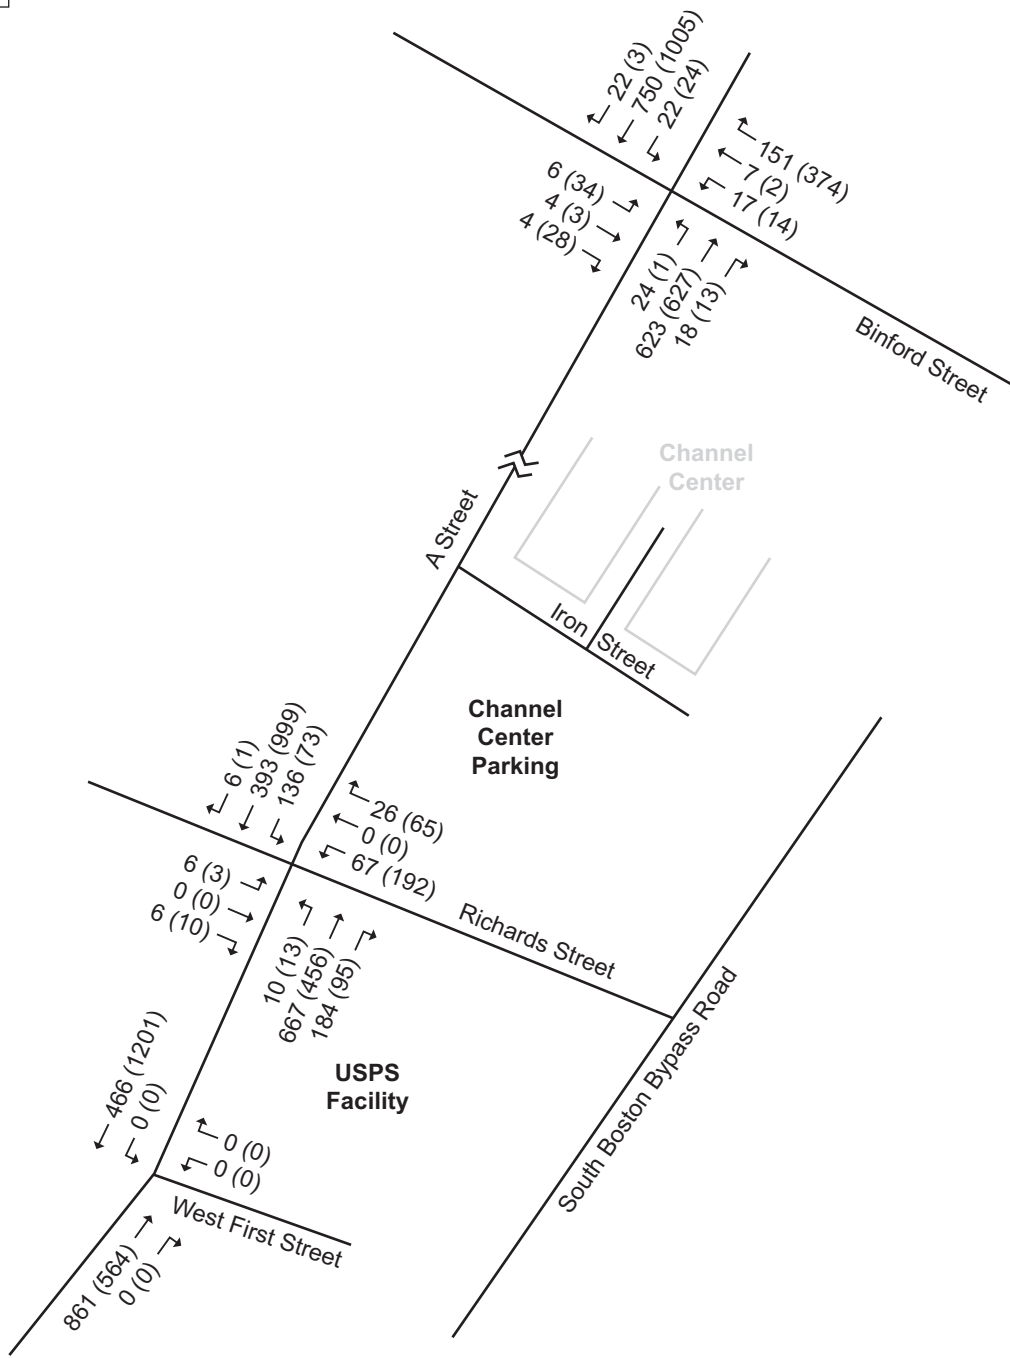 22 (3)
750 (1005)
22 (24)
151 (374)
7 (2)
17 (14)
6 (34)
4 (3)
4 (28)
24 (1)
623 (627)
18 (13)
Binford Street
Channel
Center
A Street
Iron Street
Channel
Center
Parking
6 (1)
393 (999)
136 (73)
26 (65)
0 (0)
67 (192)
6 (3)
0 (0)
6 (10)
10 (13)
667 (456)
184 (95)
Richards Street
USPS
Facility
South Boston Bypass Road
466 (1201)
0 (0)
0 (0)
0 (0)
West First Street
861 (564)
0 (0)